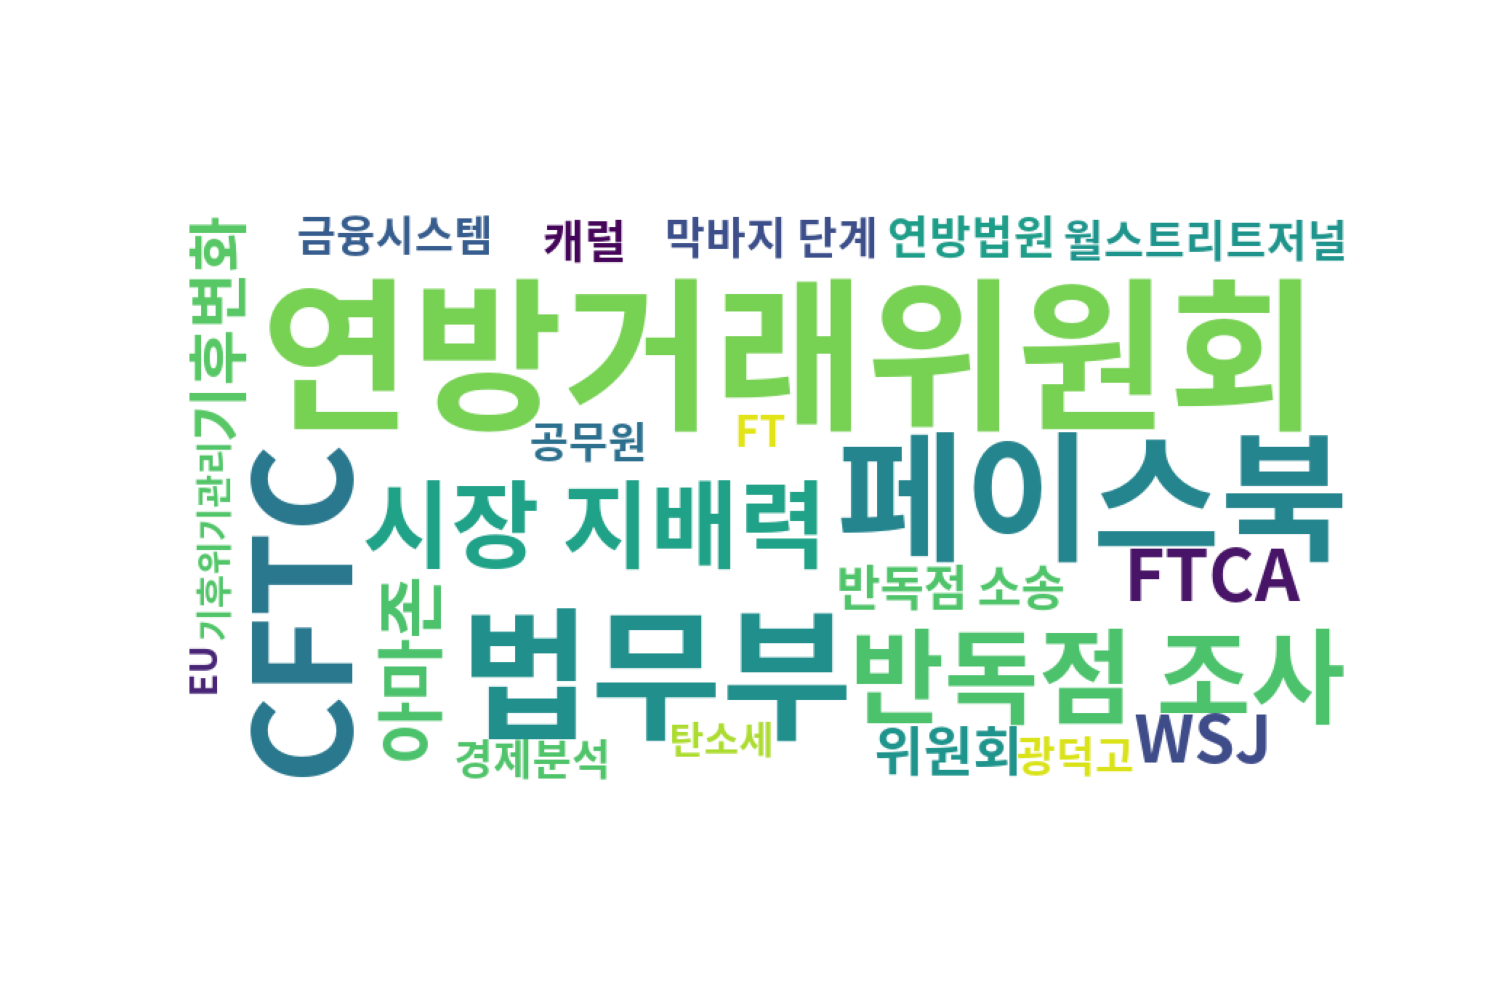 금융시스템
캐럴
막바지 단계
연방법원
월스트리트저널
기후변화
연방거래위원회
공무원
FT
기후위기관리
CFTC
시장 지배력
페이스북
FTCA
반독점 소송
아마존
EU
법무부
반독점 조사
탄소세
경제분석
위원회
광덕고
WSJ